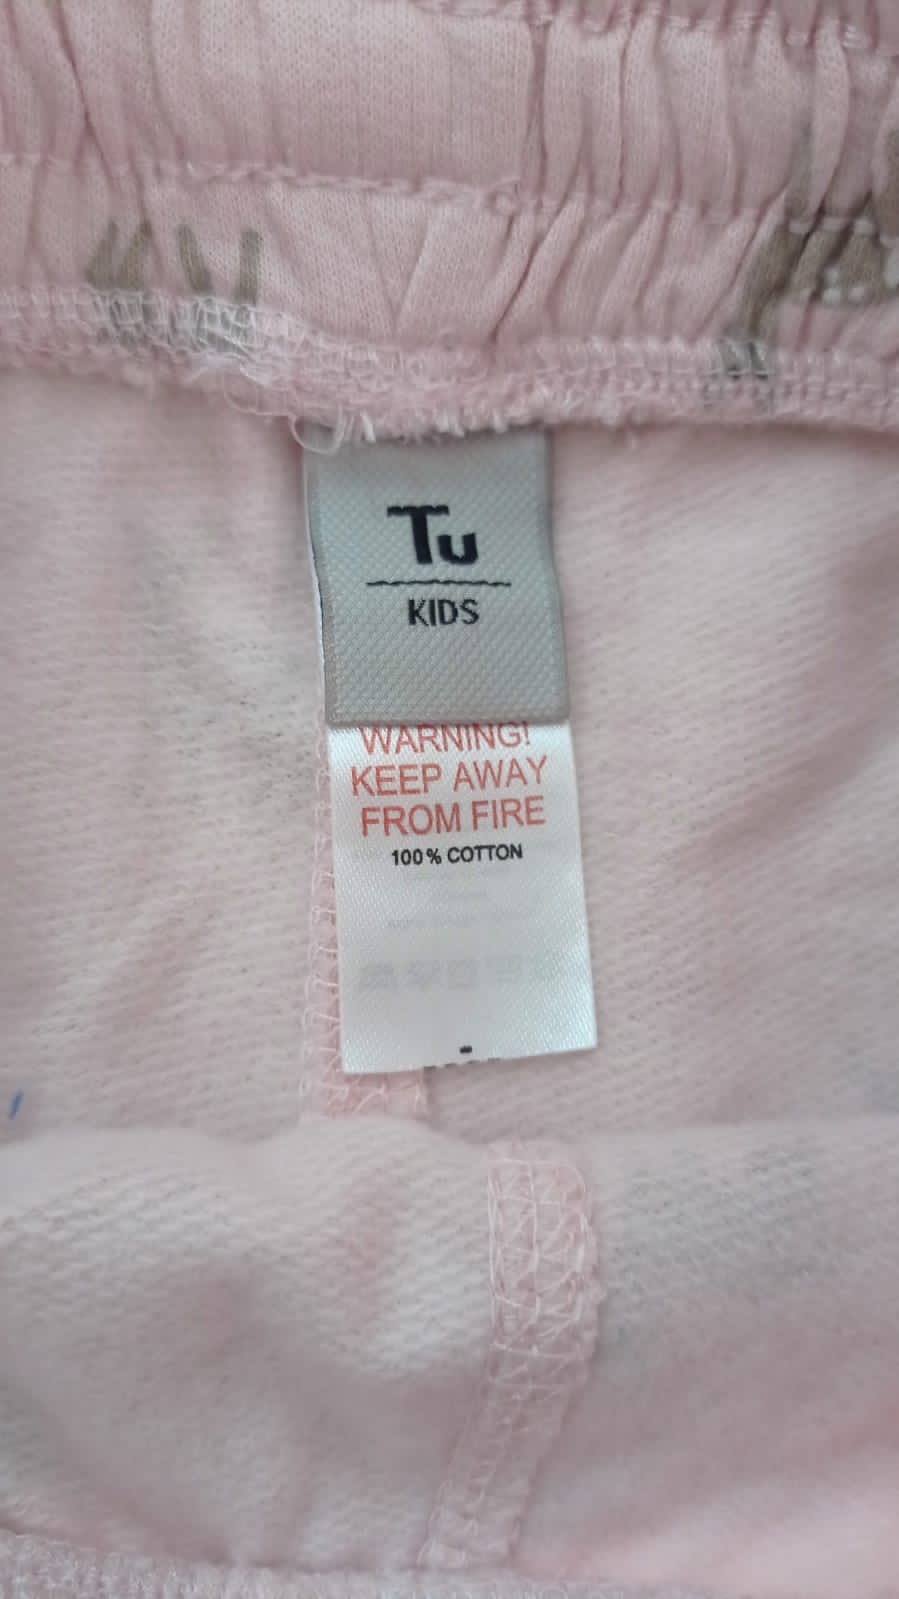 Tu
KIDS
WARNING!
KEEP AWAY
FROM FIRE
100% COTTON